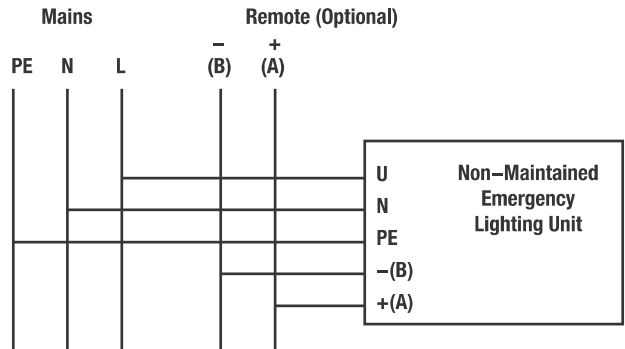 Mains
Remote (Optional)
– +
PE N L (B) (A)
U
N
PE
–(B)
+(A)
Non–Maintained
Emergency
Lighting Unit